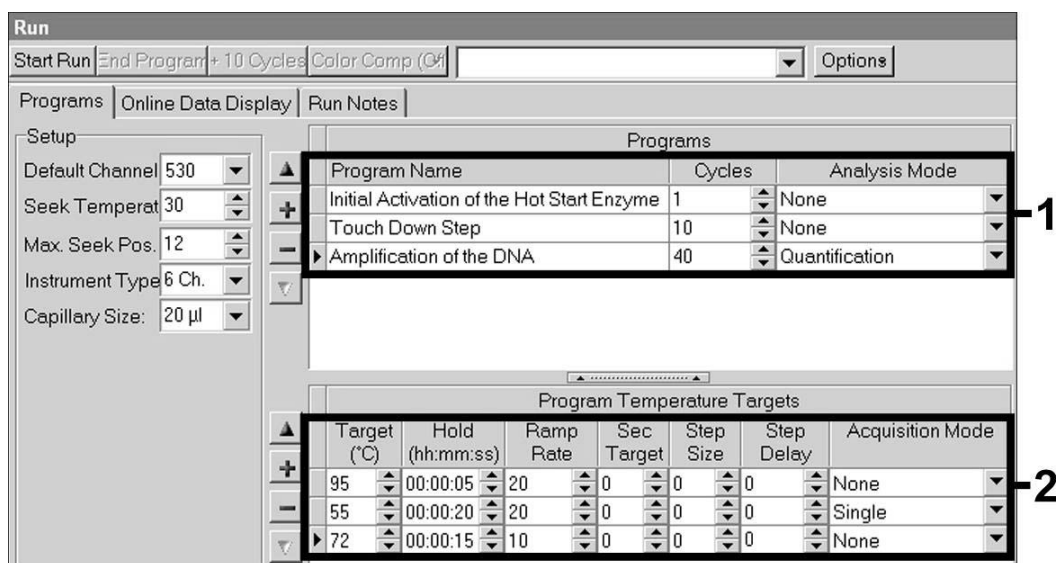 Run
Start Run End Program + 10 Cycles Color Comp (Off Options
Programs Online Data Display Run Notes
Setup
Default Channel 530
Seek Temperat 30
Max. Seek Pos. 12
Instrument Type 6 Ch.
Capillary Size: 20 µl
Programs
Program Name Cycles Analysis Mode
Initial Activation of the Hot Start Enzyme 1 None
Touch Down Step 10 None
Amplification of the DNA 40 Quantification
1
Program Temperature Targets
Target Hold Ramp Sec Step Step Acquisition Mode
(°C) (hh:mm:ss) Rate Target Size Delay
95 00:00:05 20 0 0 0 None
55 00:00:20 20 0 0 0 Single
72 00:00:15 10 0 0 0 None
2